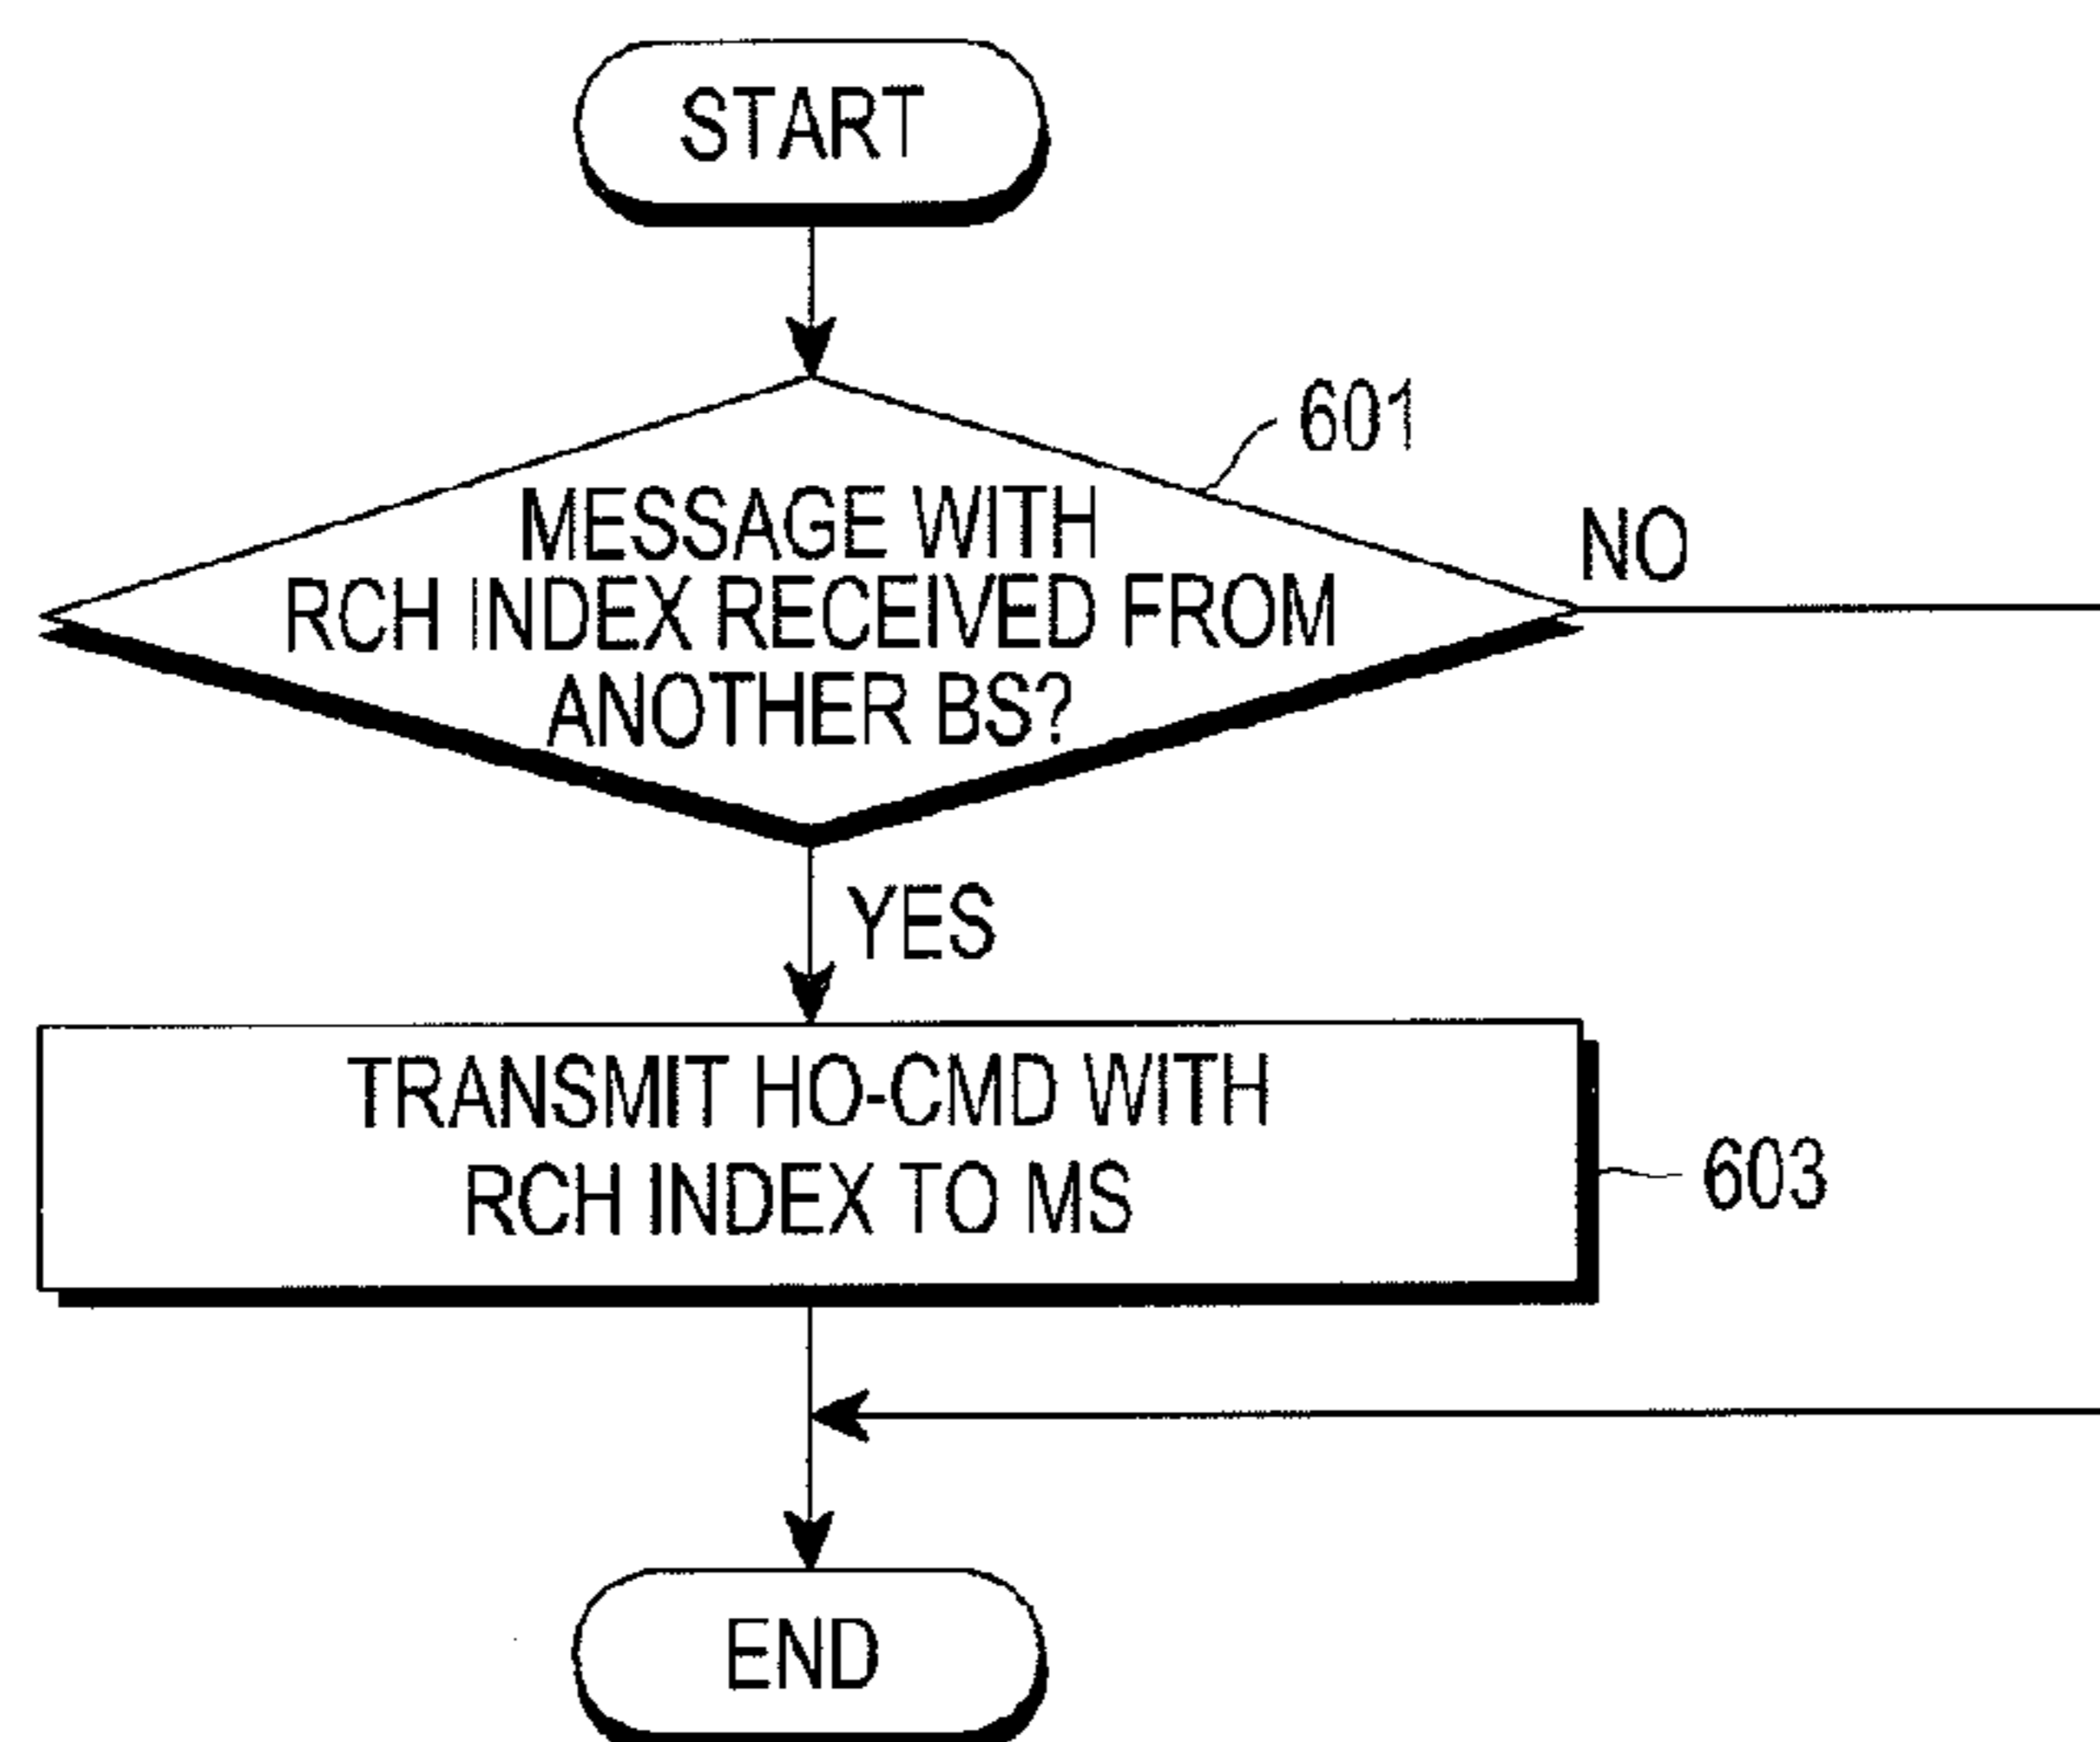 START
601
MESSAGE WITH
RCH INDEX RECEIVED FROM
ANOTHER BS?
NO
YES
TRANSMIT HO-CMD WITH
RCH INDEX TO MS
603
END